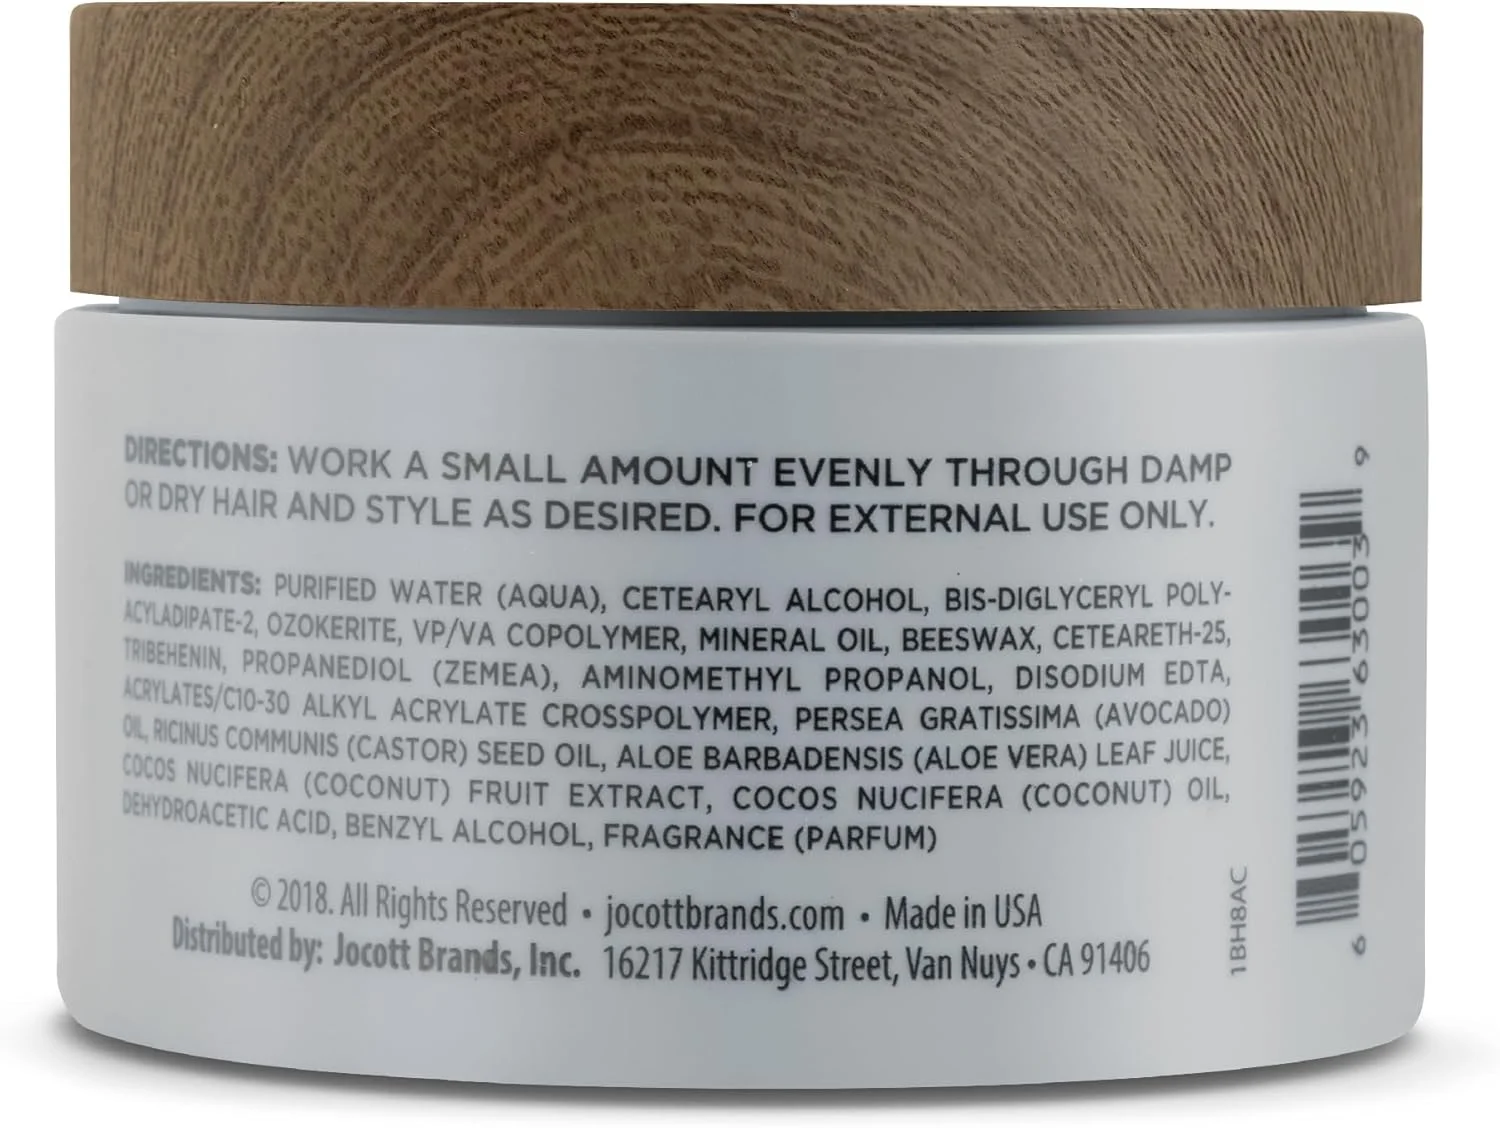 DIRECTIONS: WORK A SMALL AMOUNT EVENLY THROUGH DAMP
OR DRY HAIR AND STYLE AS DESIRED. FOR EXTERNAL USE ONLY.
INGREDIENTS: PURIFIED WATER (AQUA), CETEARYL ALCOHOL, BIS-DIGLYCERYL POLY-
ACYLADIPATE-2, OZOKERITE, VP/VA COPOLYMER, MINERAL OIL, BEESWAX, CETEARETH-25,
TRIBEHENIN, PROPANEDIOL (ZEMEA), AMINOMETHYL PROPANOL, DISODIUM EDTA,
ACRYLATES/C10-30 ALKYL ACRYLATE CROSSPOLYMER, PERSEA GRATISSIMA (AVOCADO)
OIL, RICINUS COMMUNIS (CASTOR) SEED OIL, ALOE BARBADENSIS (ALOE VERA) LEAF JUICE,
COCOS NUCIFERA (COCONUT) FRUIT EXTRACT, COCOS NUCIFERA (COCONUT) OIL,
DEHYDROACETIC ACID, BENZYL ALCOHOL, FRAGRANCE (PARFUM)
© 2018. All Rights Reserved • jocottbrands.com • Made in USA
Distributed by: Jocott Brands, Inc. 16217 Kittridge Street, Van Nuys • CA 91406
1BH8AC
6 05923 63003 9